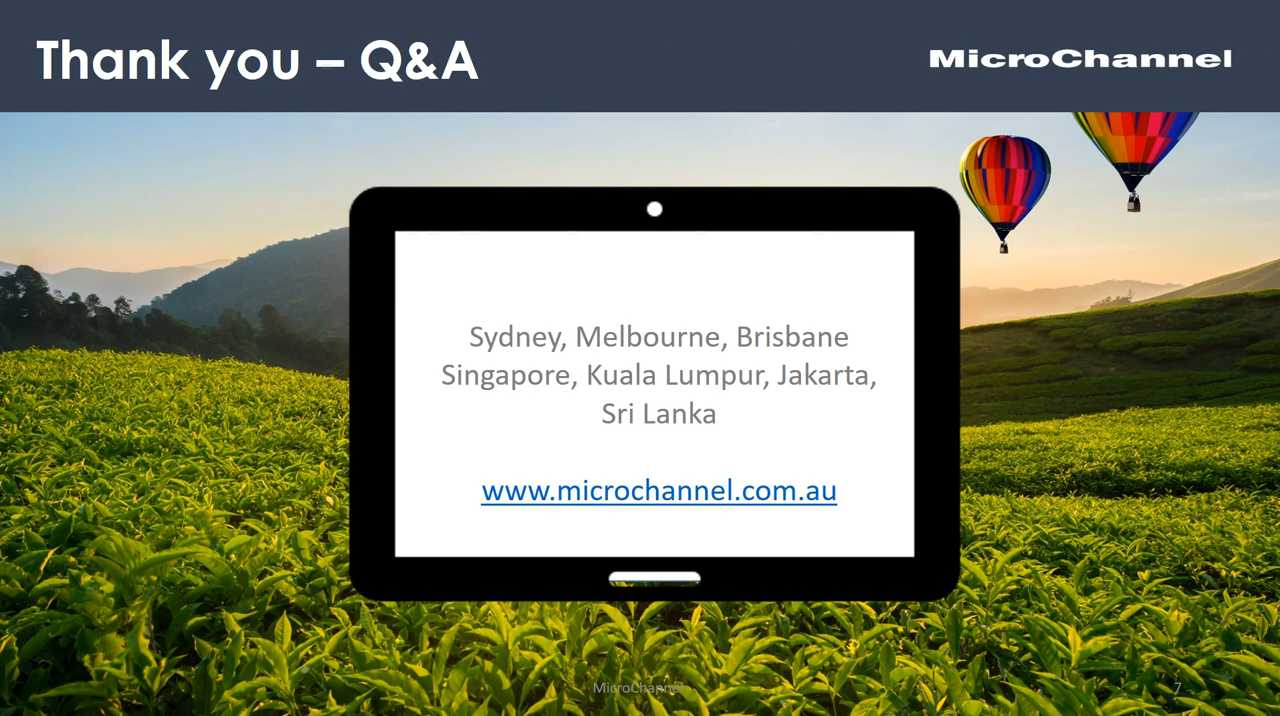 Thank you – Q&A
MicroChannel
Sydney, Melbourne, Brisbane
Singapore, Kuala Lumpur, Jakarta,
Sri Lanka
www.microchannel.com.au
MicroChannel
7